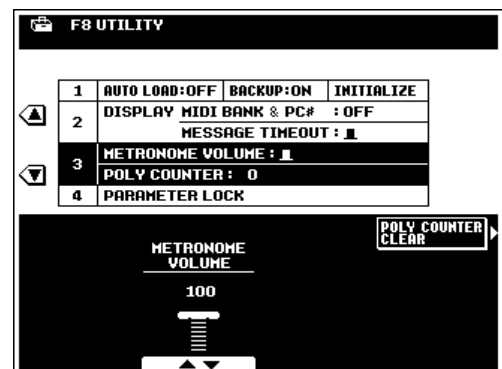 F8 UTILITY
1 AUTO LOAD:OFF BACKUP:ON INITIALIZE
2 DISPLAY MIDI BANK & PC# :OFF
MESSAGE TIMEOUT:
3 METRONOME VOLUME:
POLY COUNTER: 0
4 PARAMETER LOCK
POLY COUNTER
CLEAR
METRONOME
VOLUME
100